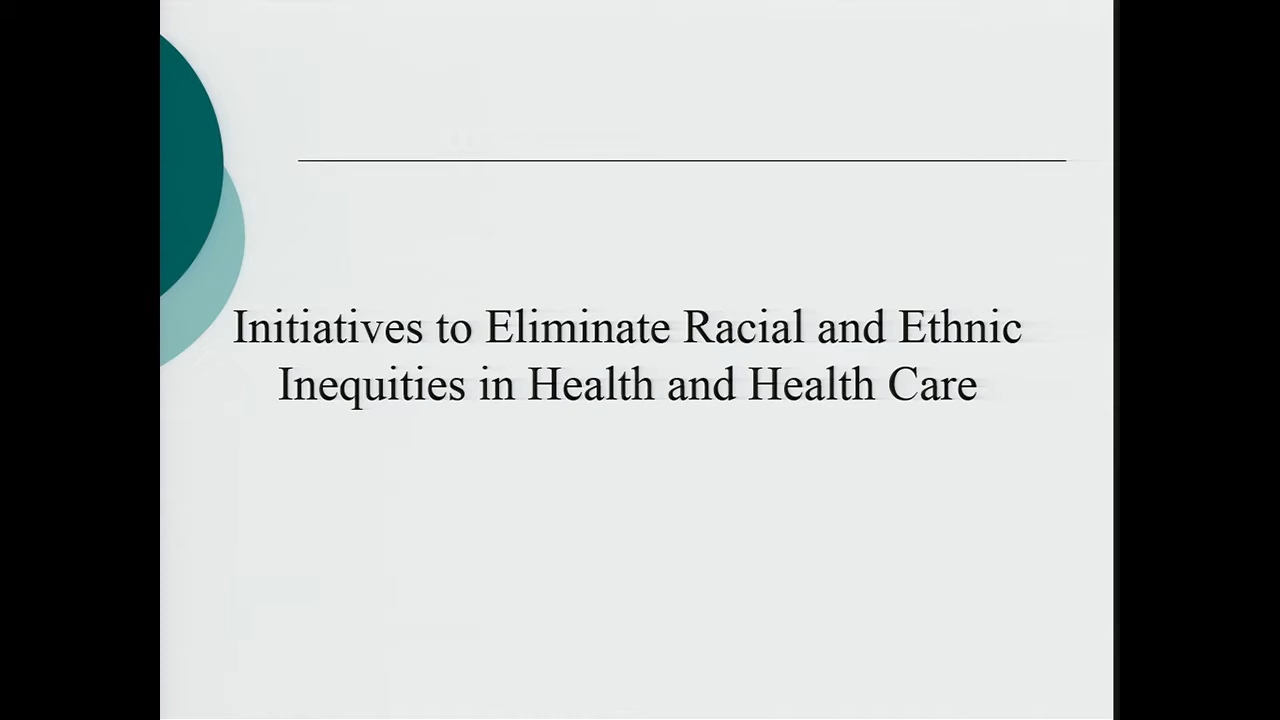 Initiatives to Eliminate Racial and Ethnic
Inequities in Health and Health Care